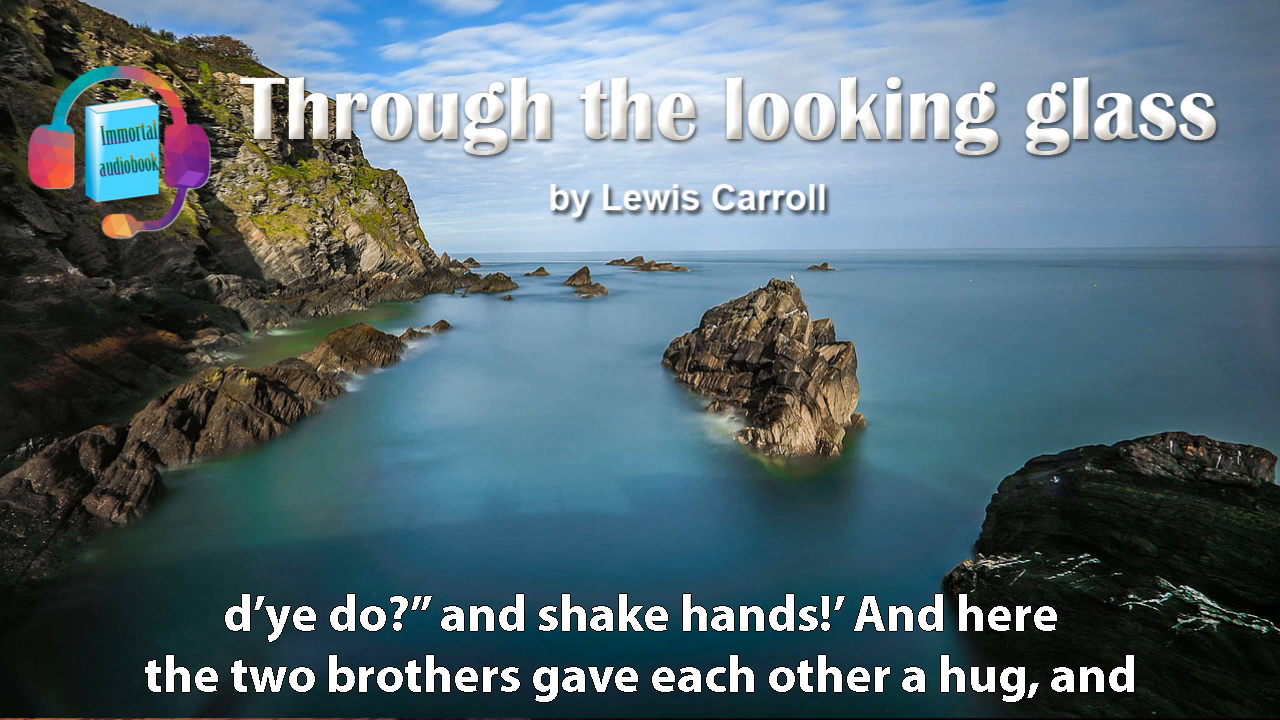 Through the looking glass
Immortal
audiobook
by Lewis Carroll
d’ye do?” and shake hands!’ And here
the two brothers gave each other a hug, and